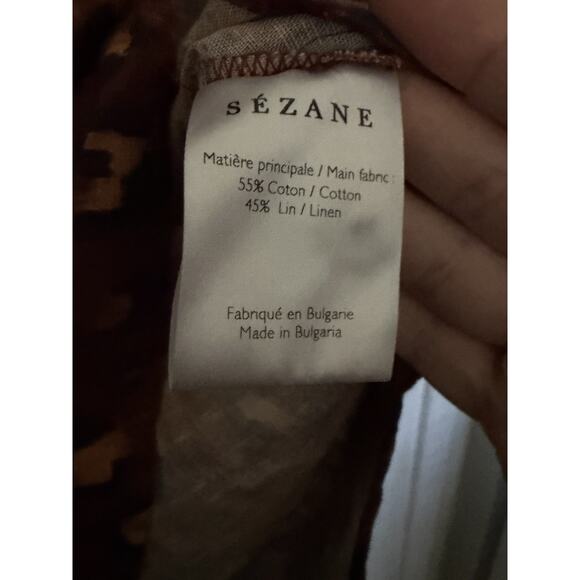 SÉZANE
Matière principale / Main fabric :
55% Coton / Cotton
45% Lin / Linen
Fabriqué en Bulgarie
Made in Bulgaria